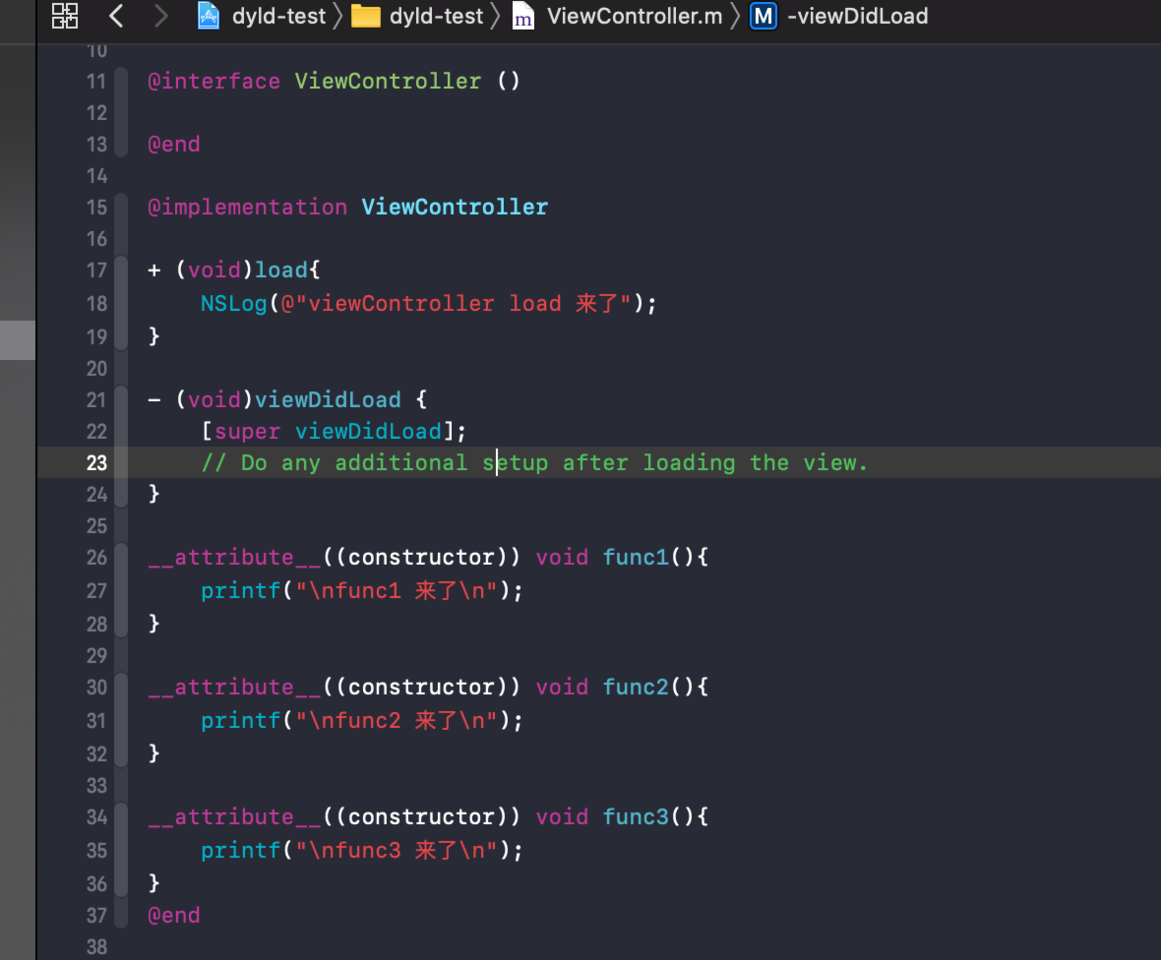 dyld-test 〉 dyld-test 〉 m ViewController.m 〉 M -viewDidLoad
10
11 @interface ViewController ()
12
13 @end
14
15 @implementation ViewController
16
17 + (void)load{
18     NSLog(@"viewController load 来了");
19 }
20
21 - (void)viewDidLoad {
22     [super viewDidLoad];
23     // Do any additional setup after loading the view.
24 }
25
26 __attribute__((constructor)) void func1(){
27     printf("\nfunc1 来了\n");
28 }
29
30 __attribute__((constructor)) void func2(){
31     printf("\nfunc2 来了\n");
32 }
33
34 __attribute__((constructor)) void func3(){
35     printf("\nfunc3 来了\n");
36 }
37 @end
38